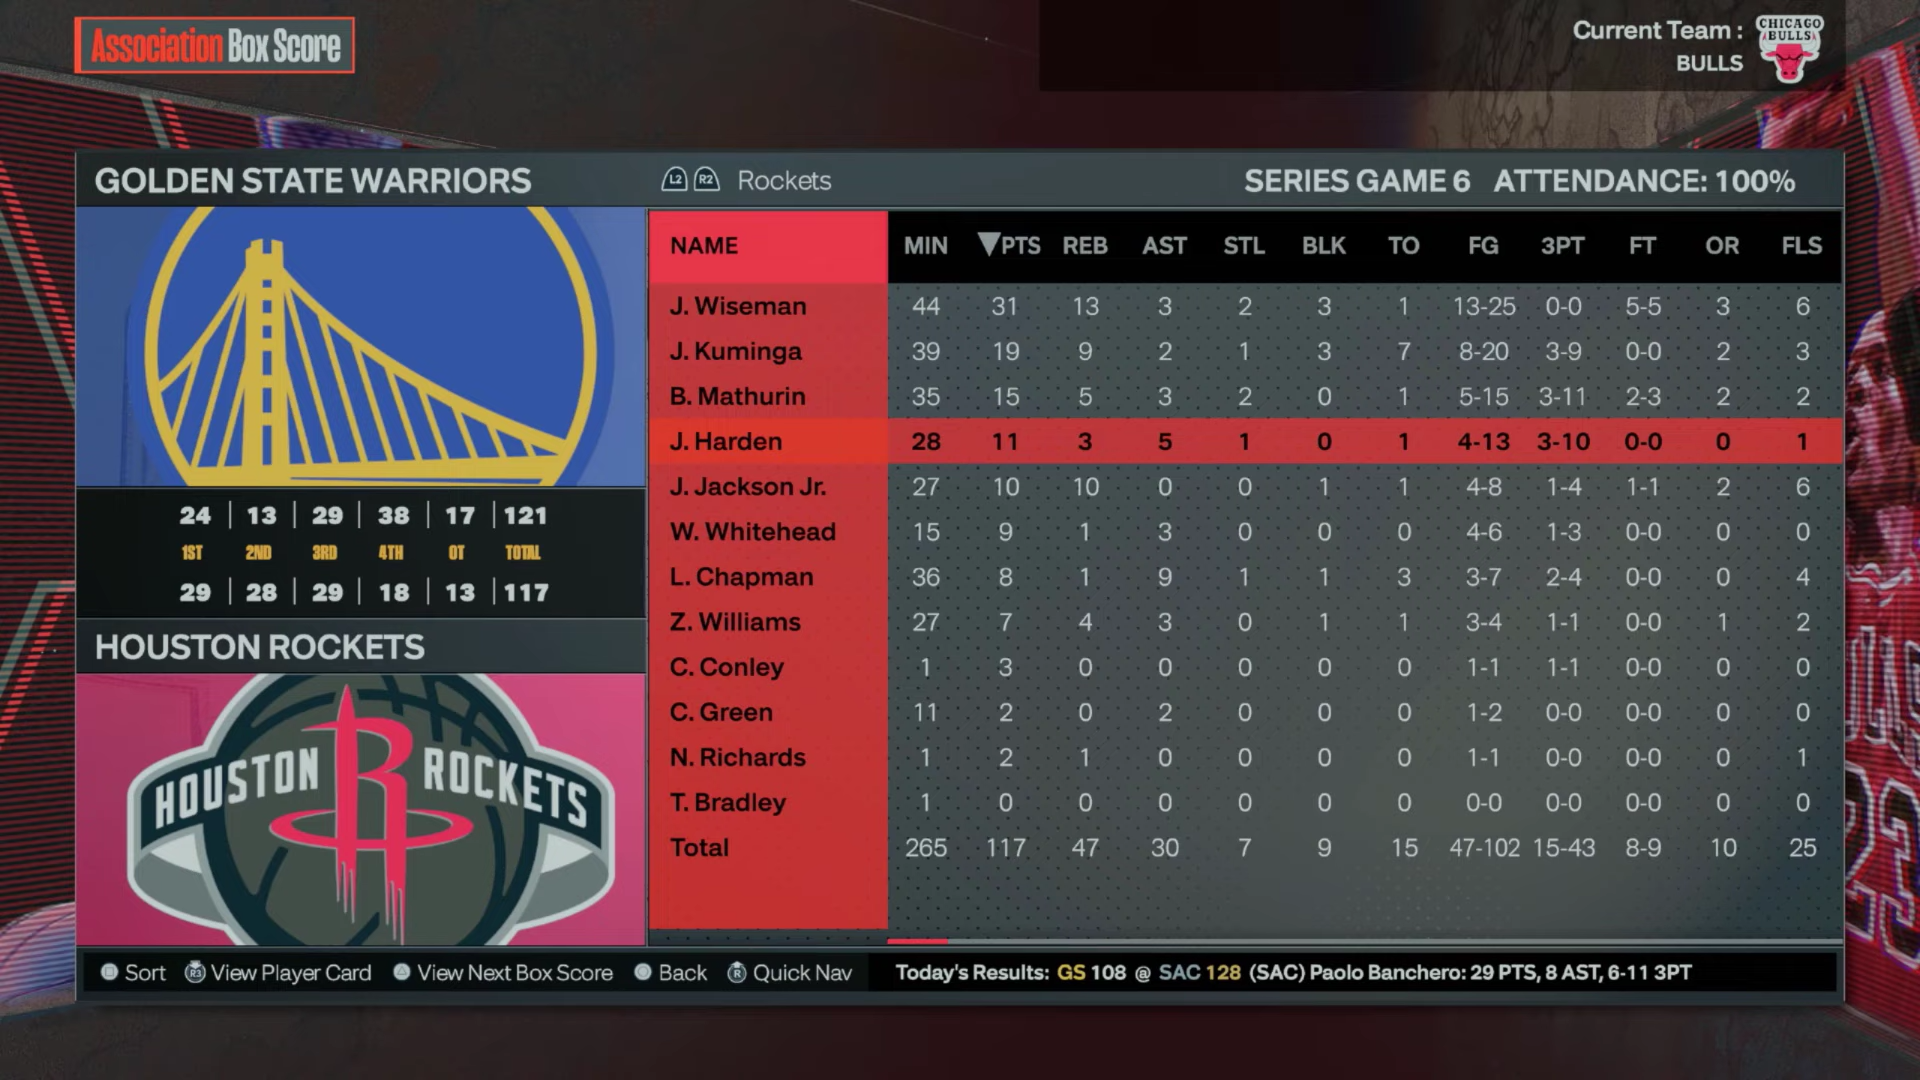 Association Box Score
Current Team :
BULLS
CHICAGO
BULLS
GOLDEN STATE WARRIORS
L2 R2 Rockets
SERIES GAME 6 ATTENDANCE: 100%
NAME MIN PTS REB AST STL BLK TO FG 3PT FT OR FLS
J. Wiseman 44 31 13 3 2 3 1 13-25 0-0 5-5 3 6
J. Kuminga 39 19 9 2 1 3 7 8-20 3-9 0-0 2 3
B. Mathurin 35 15 5 3 2 0 1 5-15 3-11 2-3 2 2
J. Harden 28 11 3 5 1 0 1 4-13 3-10 0-0 0 1
J. Jackson Jr. 27 10 10 0 0 1 1 4-8 1-4 1-1 2 6
W. Whitehead 15 9 1 3 0 0 0 4-6 1-3 0-0 0 0
L. Chapman 36 8 1 9 1 1 3 3-7 2-4 0-0 0 4
Z. Williams 27 7 4 3 0 1 1 3-4 1-1 0-0 1 2
C. Conley 1 3 0 0 0 0 0 1-1 1-1 0-0 0 0
C. Green 11 2 0 2 0 0 0 1-2 0-0 0-0 0 0
N. Richards 1 2 1 0 0 0 0 1-1 0-0 0-0 0 1
T. Bradley 1 0 0 0 0 0 0 0-0 0-0 0-0 0 0
Total 265 117 47 30 7 9 15 47-102 15-43 8-9 10 25
24 13 29 38 17 121
1ST 2ND 3RD 4TH OT TOTAL
29 28 29 18 13 117
HOUSTON ROCKETS
HOUSTON R ROCKETS
Sort R3 View Player Card View Next Box Score Back R Quick Nav
Today's Results: GS 108 @ SAC 128 (SAC) Paolo Banchero: 29 PTS, 8 AST, 6-11 3PT
23